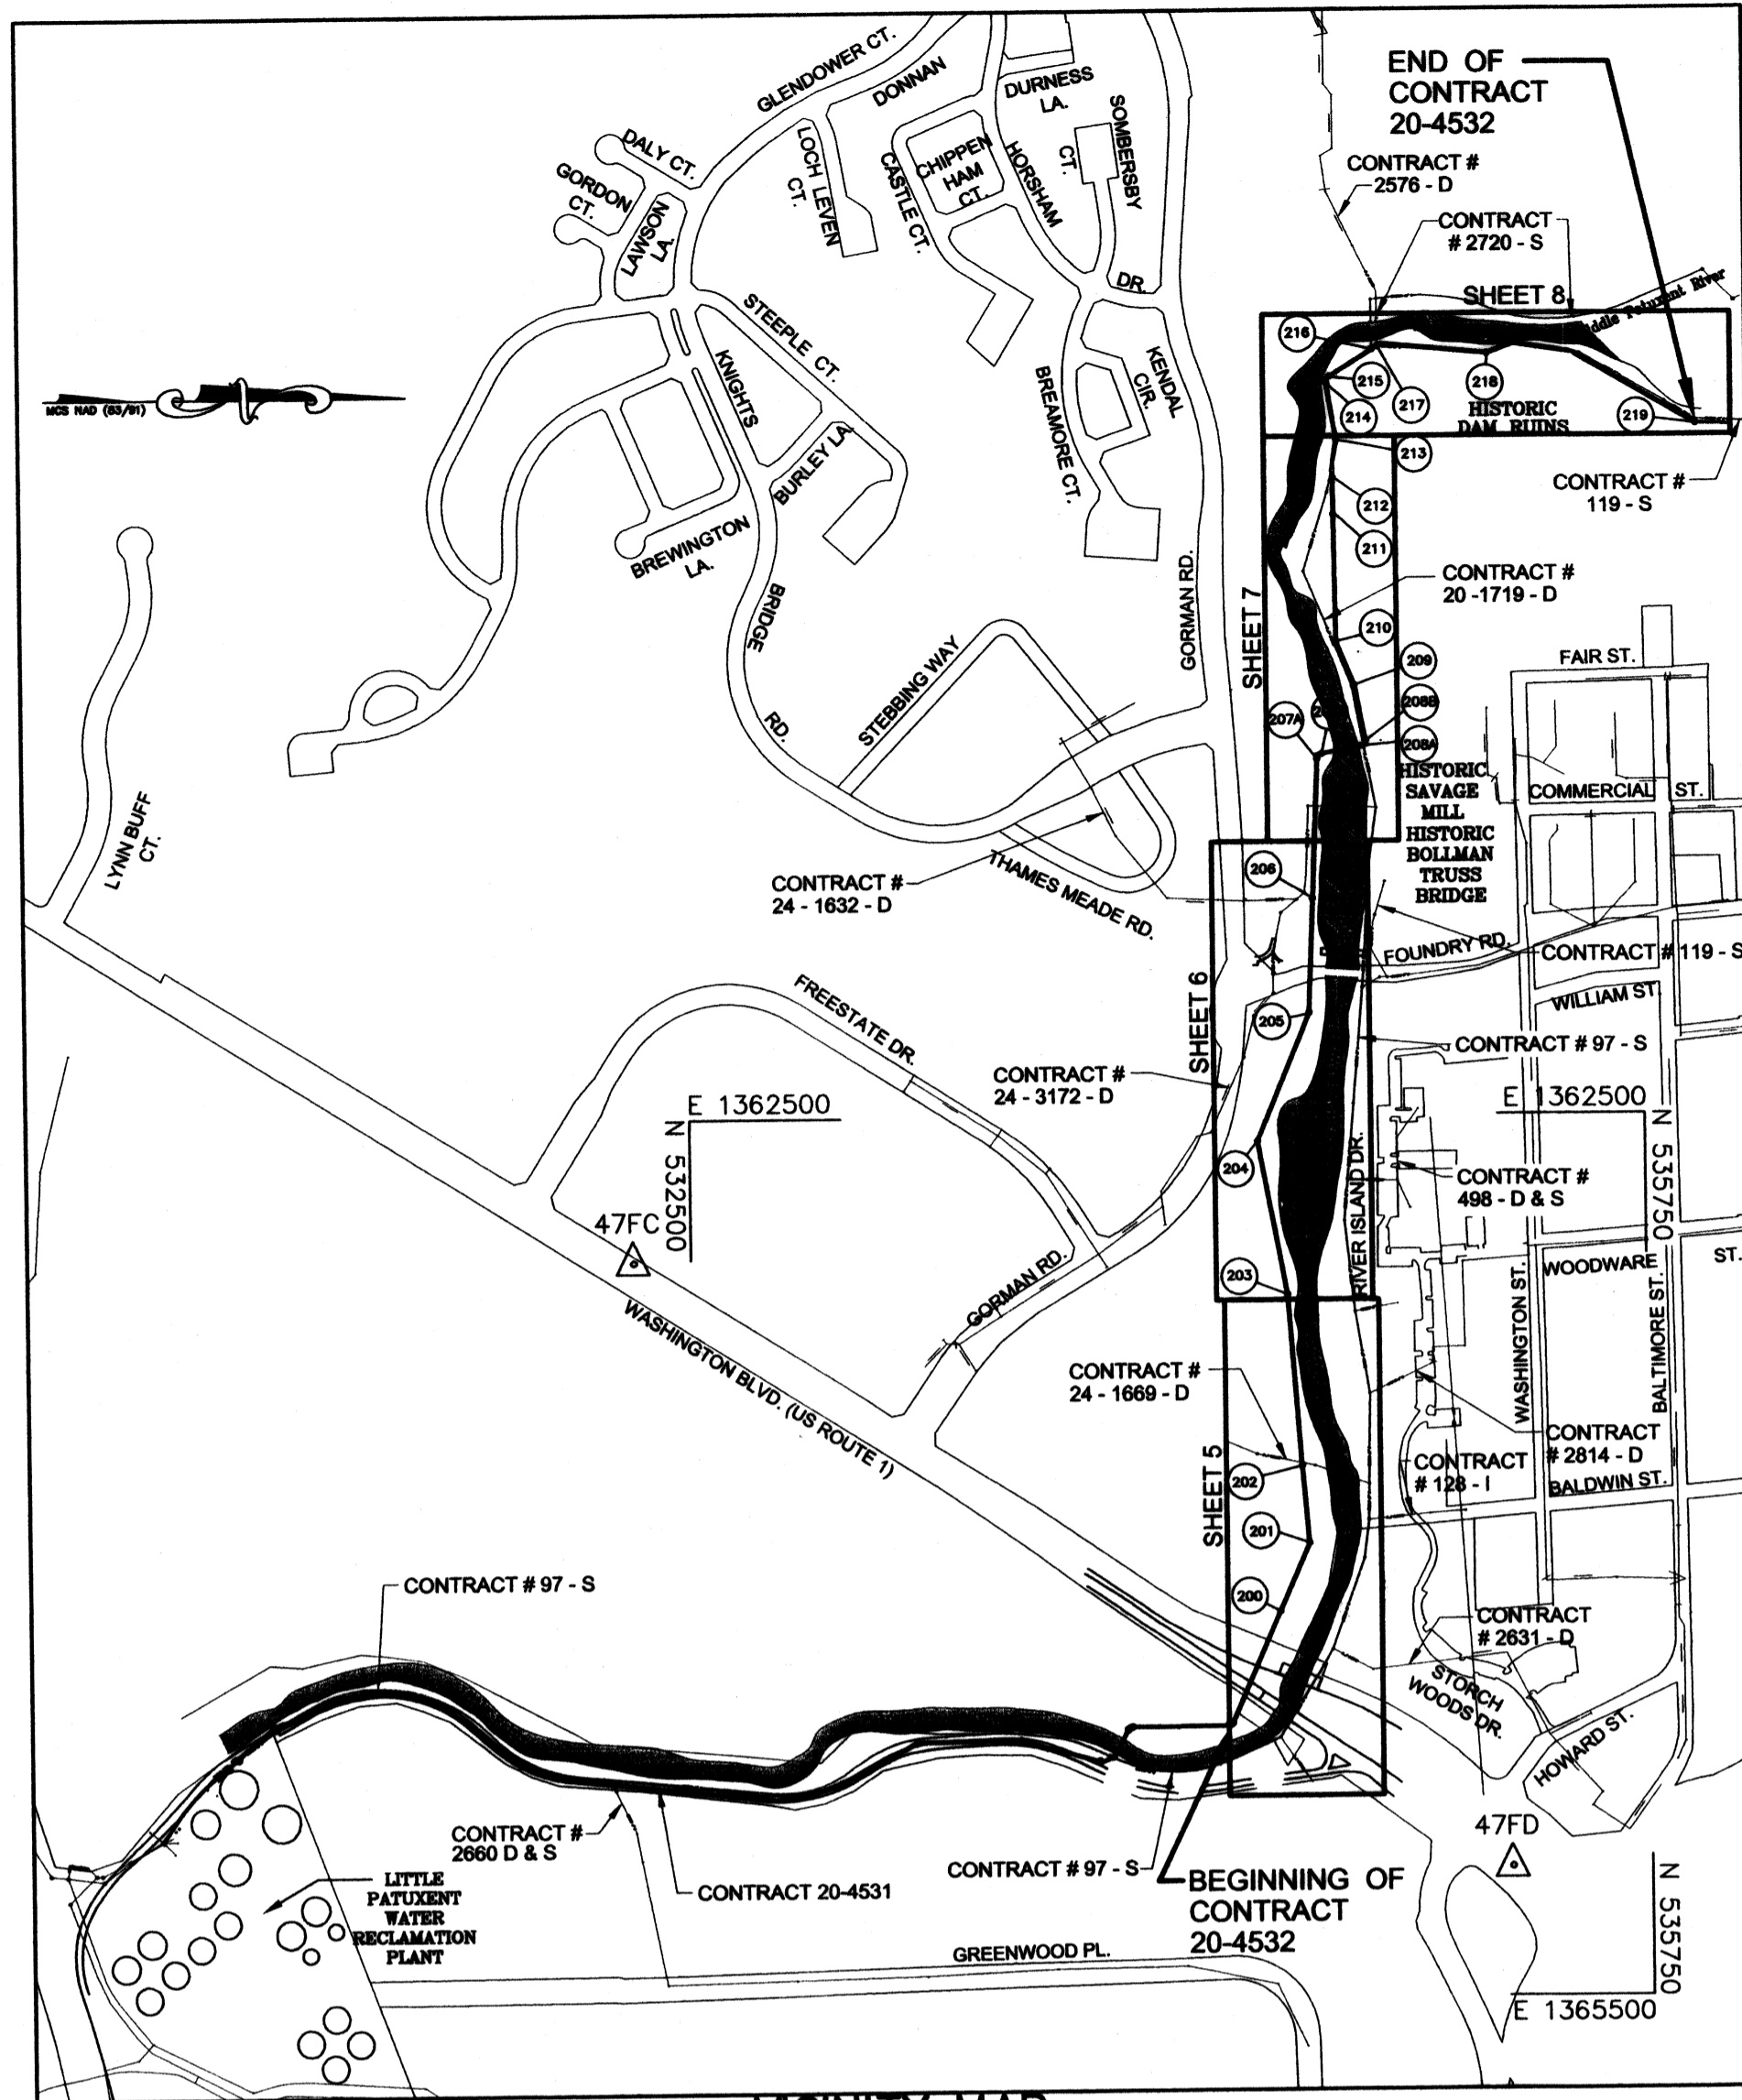 GLENDOWER CT.
DONNAN
DURNESS
LA.
SOMBERSBY
CT.
END OF
CONTRACT
20-4532
DALY CT.
GORDON
CT.
LAWSON
LA.
LOCH LEVEN
CT.
CASTLE CT.
CHIPPEN
HAM
CT.
HORSHAM
DR.
CONTRACT #
2576 - D
CONTRACT
# 2720 - S
SHEET 8
MCS NAD (83/91)
STEEPLE CT.
KNIGHTS
BRIDGE
RD.
BURLEY LA.
BREWINGTON
LA.
BREAMORE CT.
KENDAL
CIR.
216
215
214
217
218
219
HISTORIC
DAM RUINS
213
CONTRACT #
119 - S
212
211
CONTRACT #
20 -1719 - D
210
209
GORMAN RD.
SHEET 7
FAIR ST.
STEBBING WAY
207A
208B
208A
HISTORIC
SAVAGE
MILL
HISTORIC
BOLLMAN
TRUSS
BRIDGE
COMMERCIAL ST.
LYNN BUFF
CT.
CONTRACT #
24 - 1632 - D
THAMES MEADE RD.
206
FOUNDRY RD.
CONTRACT # 119 - S
WILLIAM ST.
FREESTATE DR.
SHEET 6
205
CONTRACT # 97 - S
CONTRACT #
24 - 3172 - D
E 1362500
N 532500
E 1362500
N 535750
47FC
204
RIVER ISLAND DR.
CONTRACT #
498 - D & S
WOODWARE ST.
203
GORMAN RD.
WASHINGTON BLVD. (US ROUTE 1)
WASHINGTON ST.
BALTIMORE ST.
CONTRACT #
24 - 1669 - D
SHEET 5
202
CONTRACT
# 2814 - D
CONTRACT
# 128 - I
BALDWIN ST.
201
CONTRACT # 97 - S
200
CONTRACT
# 2631 - D
STORCH
WOODS DR.
HOWARD ST.
CONTRACT #
2660 D & S
LITTLE
PATUXENT
WATER
RECLAMATION
PLANT
CONTRACT 20-4531
CONTRACT # 97 - S
BEGINNING OF
CONTRACT
20-4532
47FD
GREENWOOD PL.
N 535750
E 1365500